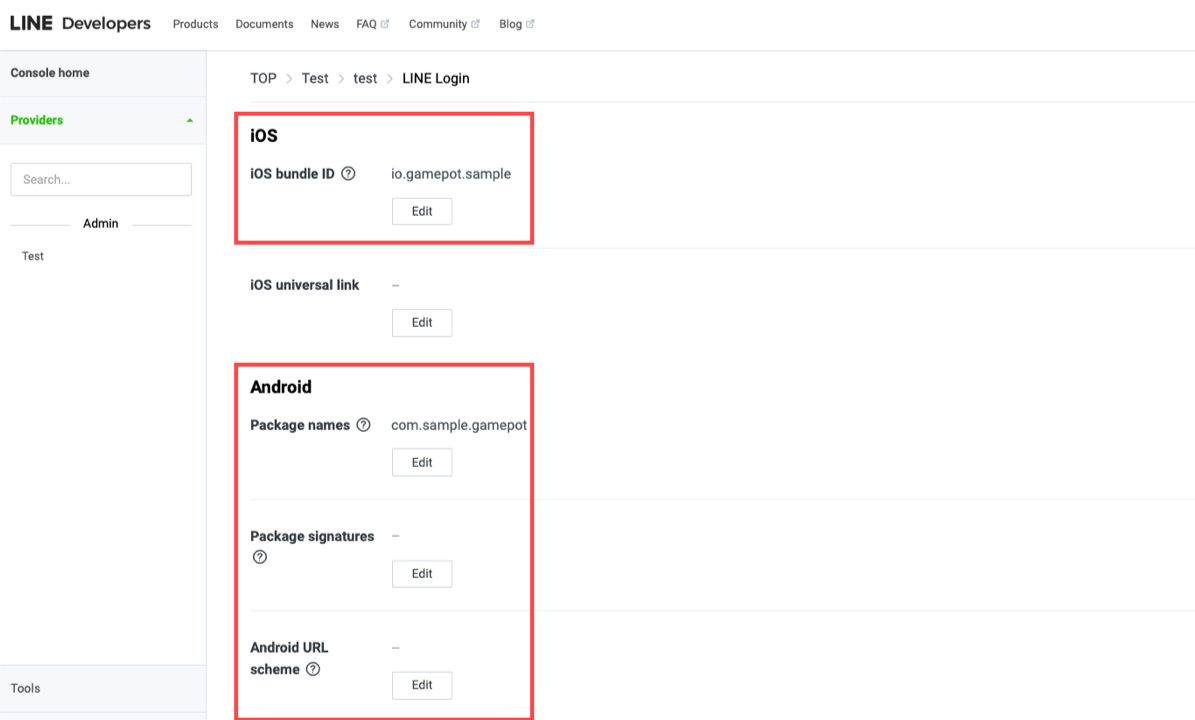 LINE Developers Products Documents News FAQ Community Blog
Console home
Providers
Search...
Admin
Test
Tools
TOP > Test > test > LINE Login
iOS
iOS bundle ID io.gamepot.sample
Edit
iOS universal link –
Edit
Android
Package names com.sample.gamepot
Edit
Package signatures –
Edit
Android URL –
scheme
Edit